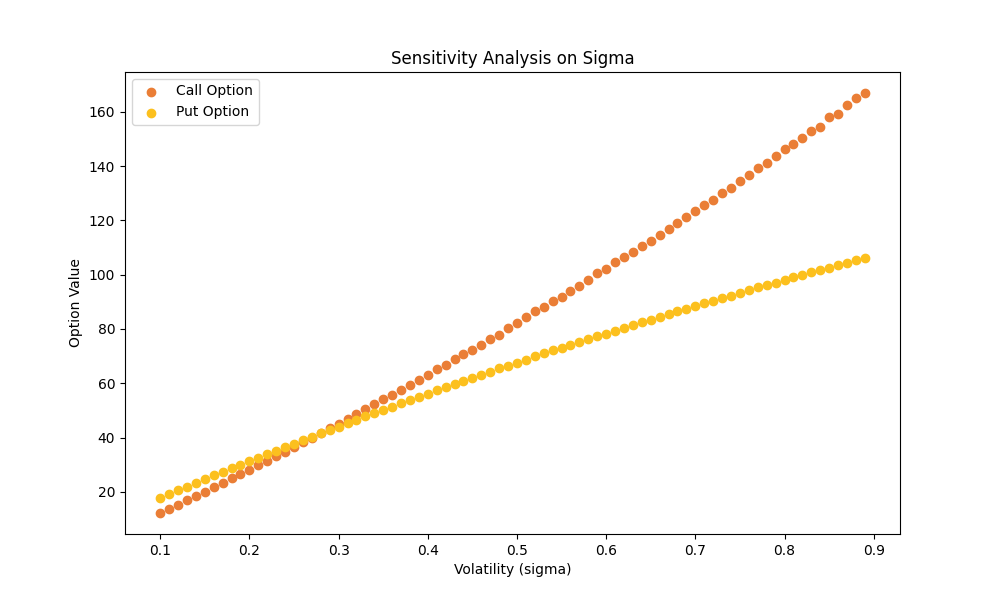 Sensitivity Analysis on Sigma
Call Option
Put Option
Option Value
160
140
120
100
80
60
40
20
0.1 0.2 0.3 0.4 0.5 0.6 0.7 0.8 0.9
Volatility (sigma)